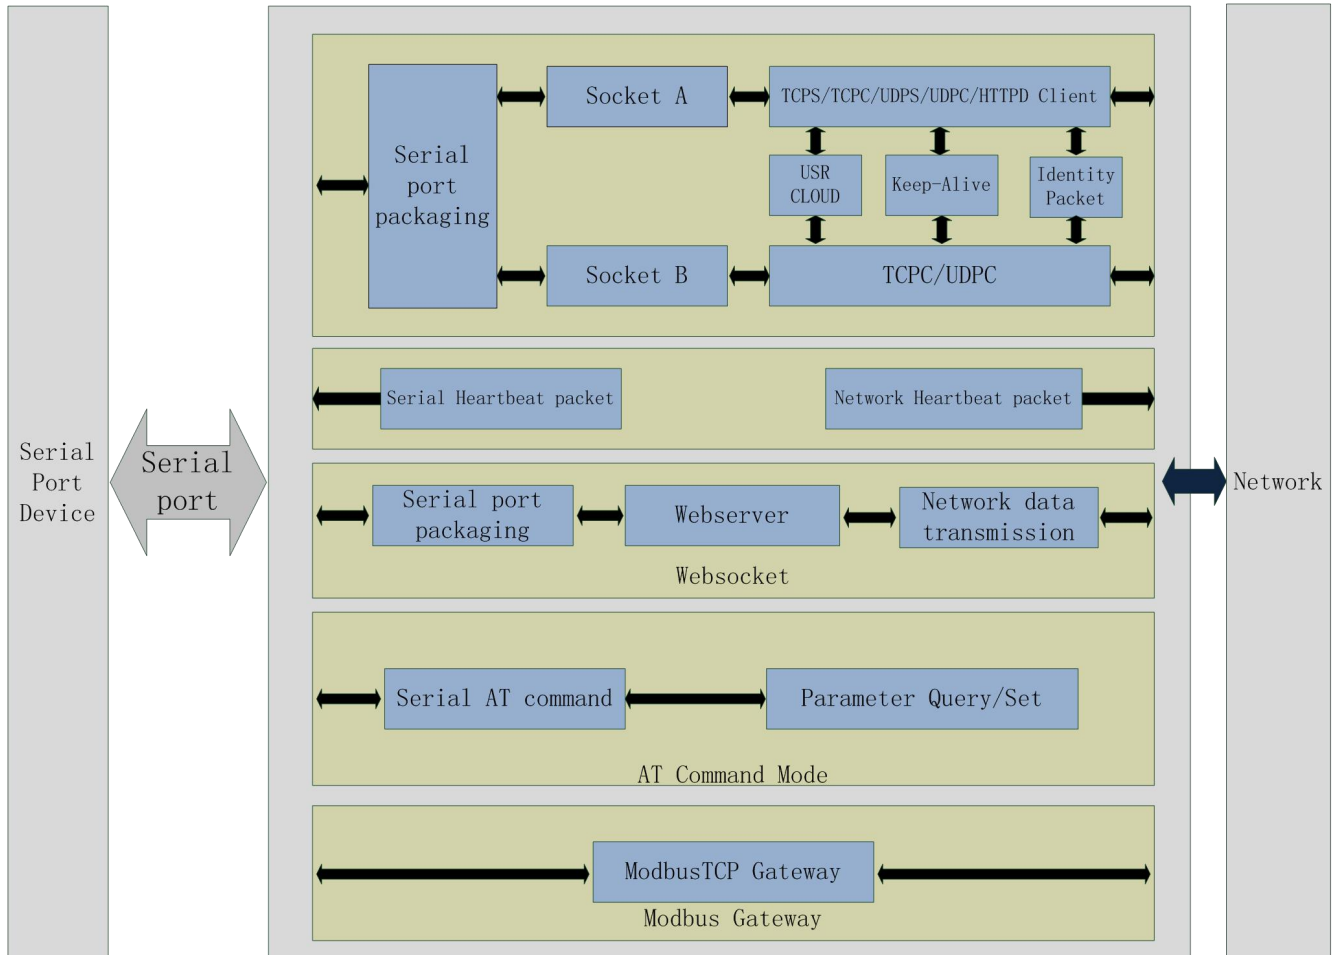 Serial
Port
Device
Serial
port
Serial
port
packaging
Socket A
TCPS/TCPC/UDPS/UDPC/HTTPD Client
USR
CLOUD
Keep-Alive
Identity
Packet
Socket B
TCPC/UDPC
Serial Heartbeat packet
Network Heartbeat packet
Serial port
packaging
Webserver
Network data
transmission
Websocket
Serial AT command
Parameter Query/Set
AT Command Mode
ModbusTCP Gateway
Modbus Gateway
Network